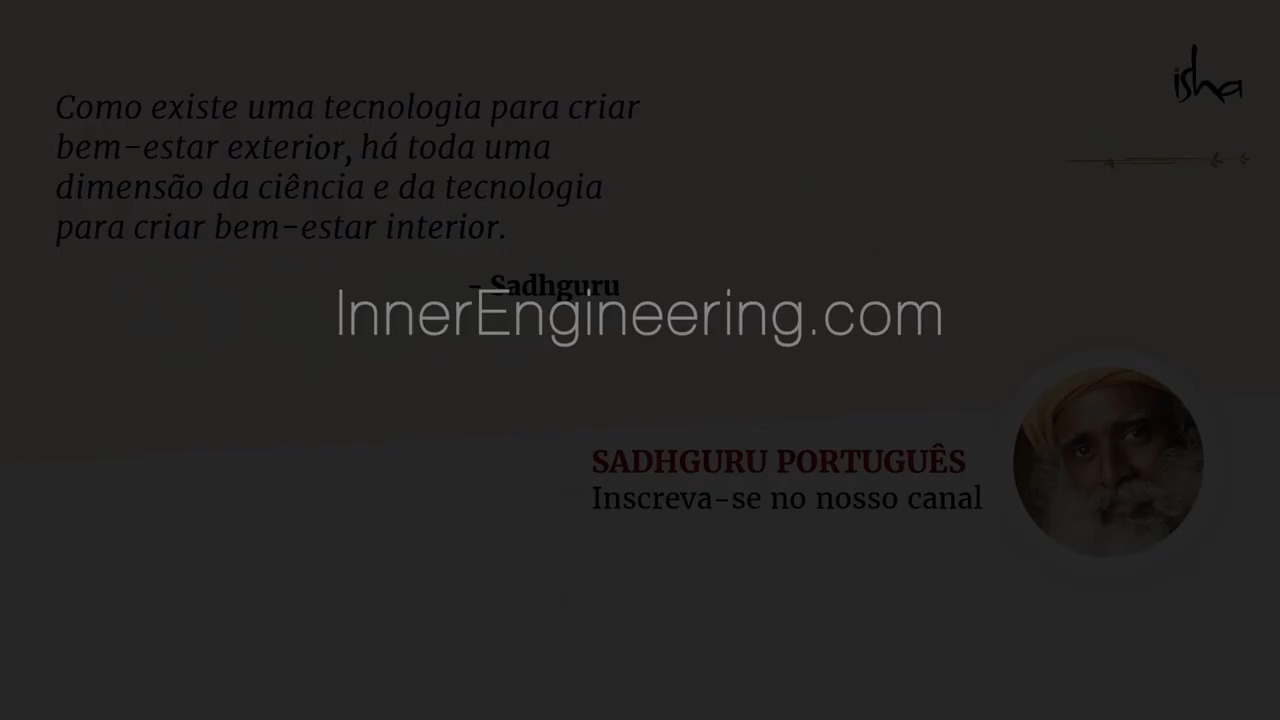 isha
Como existe uma tecnologia para criar
bem-estar exterior, há toda uma
dimensão da ciência e da tecnologia
para criar bem-estar interior.
- Sadhguru
InnerEngineering.com
SADHGURU PORTUGUÊS
Inscreva-se no nosso canal